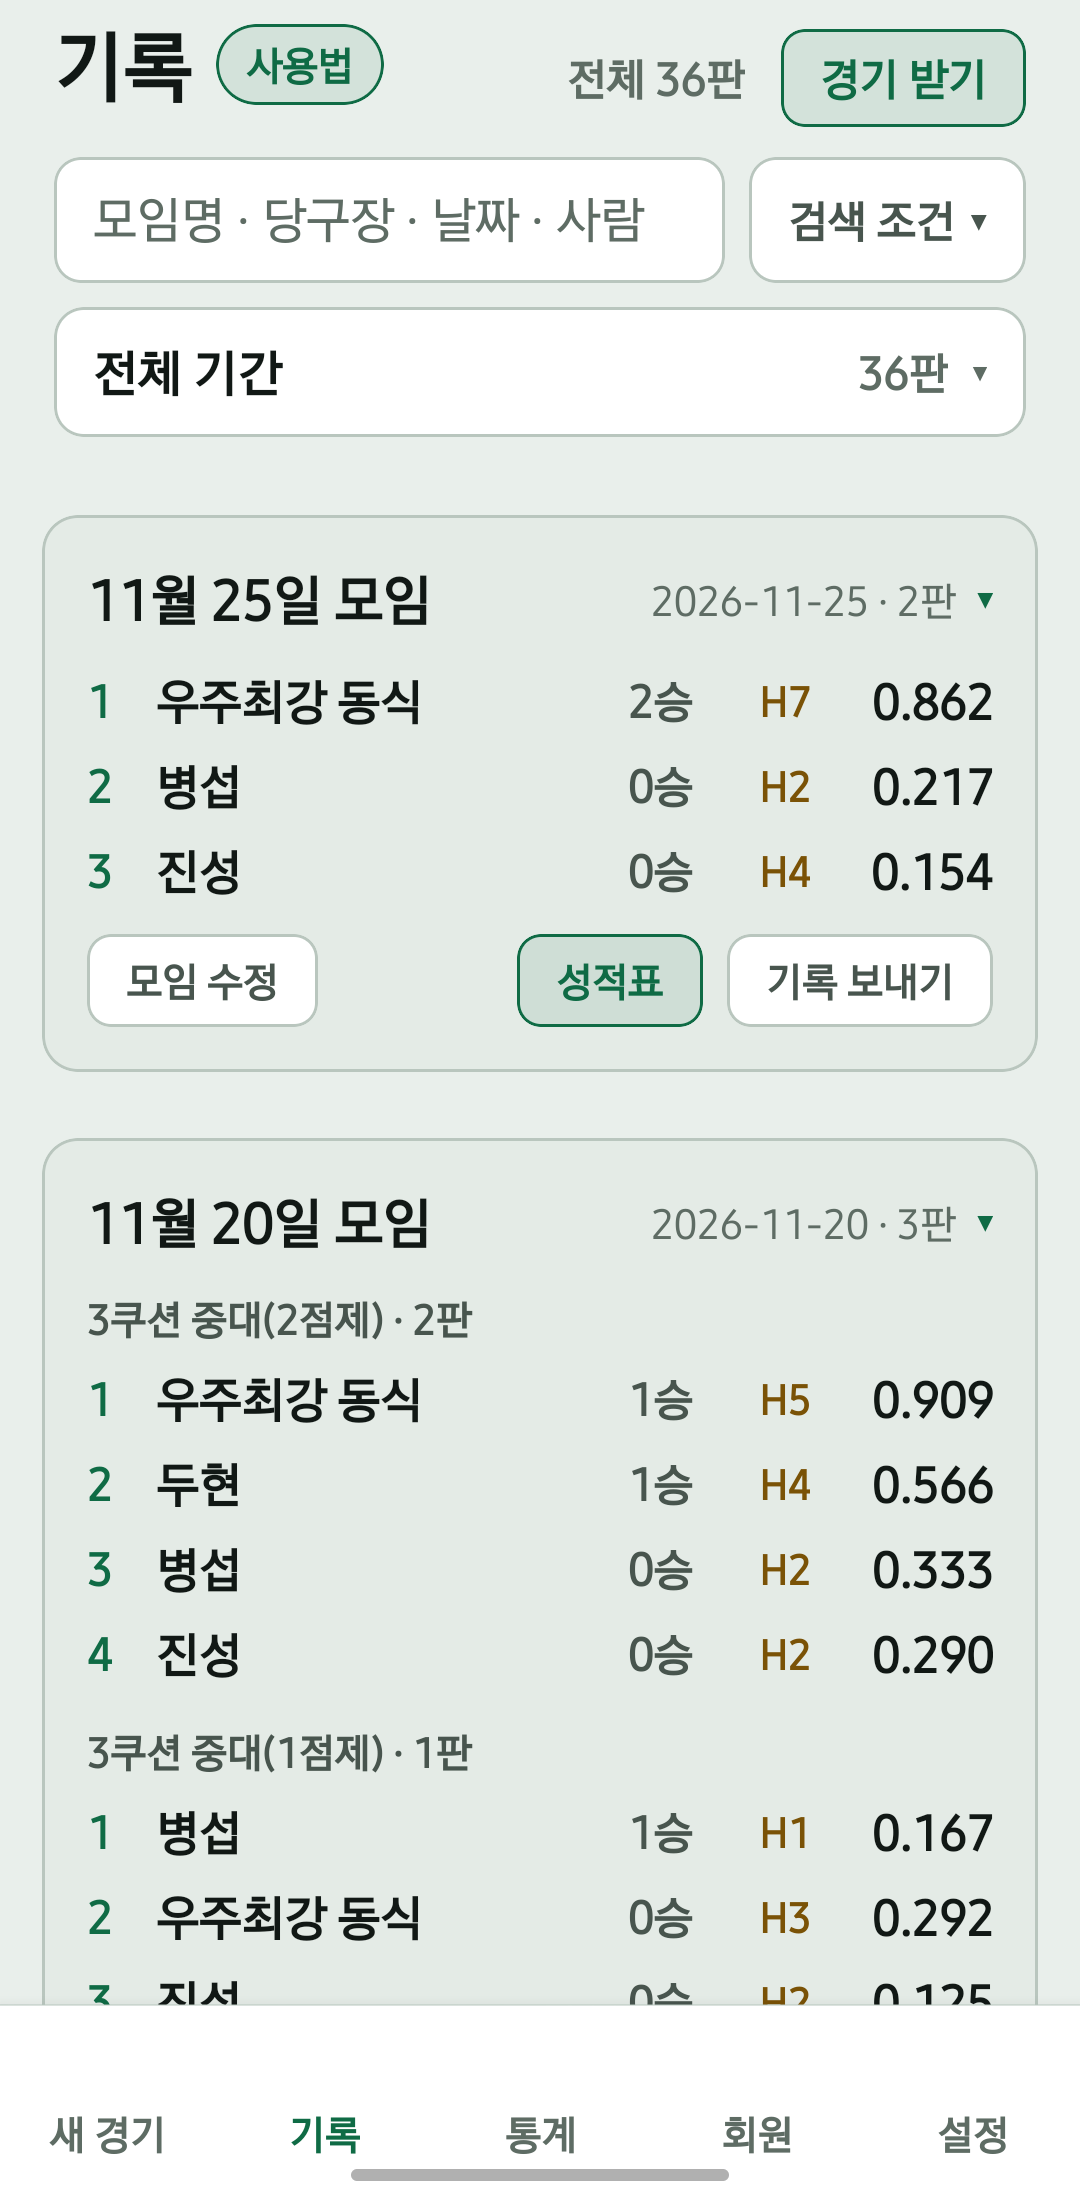 기록 사용법 전체 36판 경기 받기
모임명 · 당구장 · 날짜 · 사람 검색 조건 ▼
전체 기간 36판 ▼
11월 25일 모임 2026-11-25 · 2판 ▼
1 우주최강 동식 2승 H7 0.862
2 병섭 0승 H2 0.217
3 진성 0승 H4 0.154
모임 수정 성적표 기록 보내기
11월 20일 모임 2026-11-20 · 3판 ▼
3쿠션 중대(2점제) · 2판
1 우주최강 동식 1승 H5 0.909
2 두현 1승 H4 0.566
3 병섭 0승 H2 0.333
4 진성 0승 H2 0.290
3쿠션 중대(1점제) · 1판
1 병섭 1승 H1 0.167
2 우주최강 동식 0승 H3 0.292
3 진성 0승 H2 0.125
새 경기 기록 통계 회원 설정